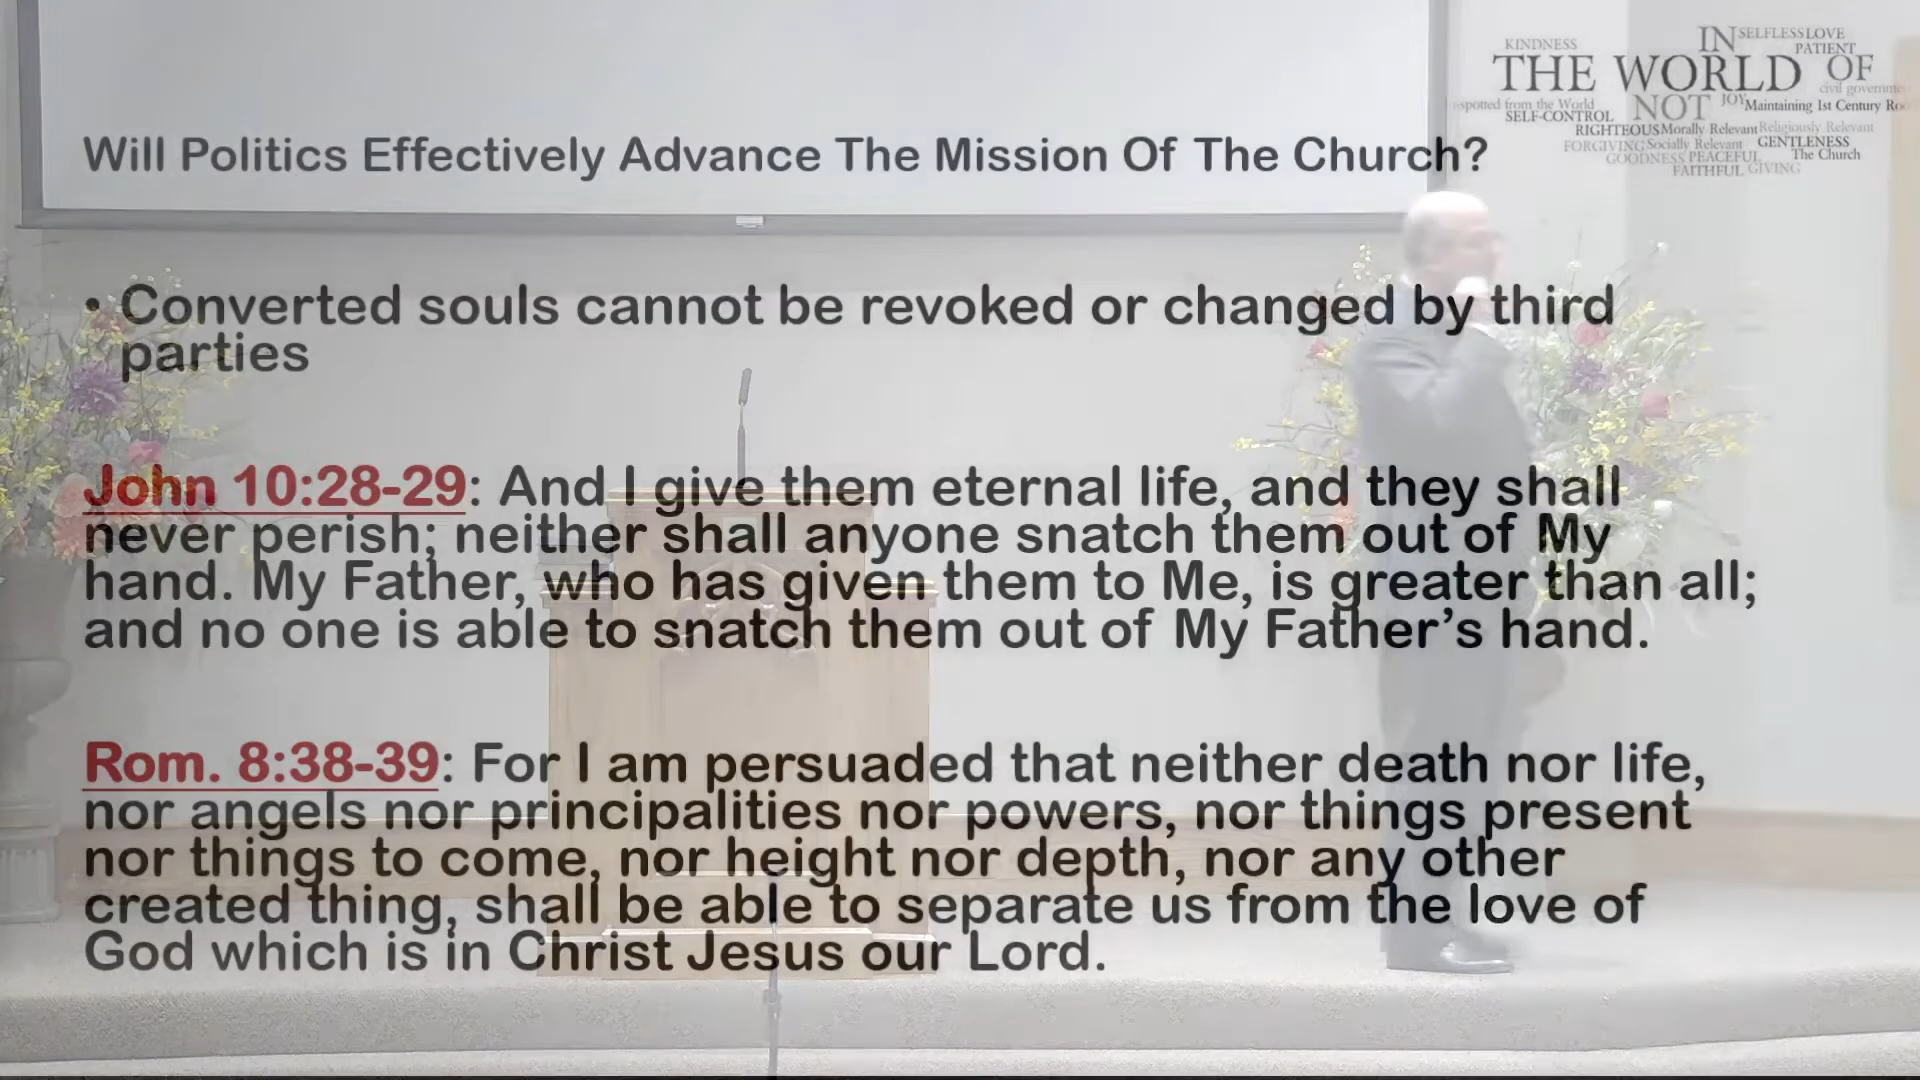 KINDNESS
IN SELFLESS LOVE
PATIENT
THE WORLD OF
spotted from the World
NOT
JOY
Maintaining 1st Century
SELF-CONTROL
RIGHTEOUS Morally Relevant Religiously Relevant
FORGIVING Socially Relevant GENTLENESS
GOODNESS PEACEFUL The Church
FAITHFUL GIVING
Will Politics Effectively Advance The Mission Of The Church?
• Converted souls cannot be revoked or changed by third
parties
John 10:28-29: And I give them eternal life, and they shall
never perish; neither shall anyone snatch them out of My
hand. My Father, who has given them to Me, is greater than all;
and no one is able to snatch them out of My Father’s hand.
Rom. 8:38-39: For I am persuaded that neither death nor life,
nor angels nor principalities nor powers, nor things present
nor things to come, nor height nor depth, nor any other
created thing, shall be able to separate us from the love of
God which is in Christ Jesus our Lord.